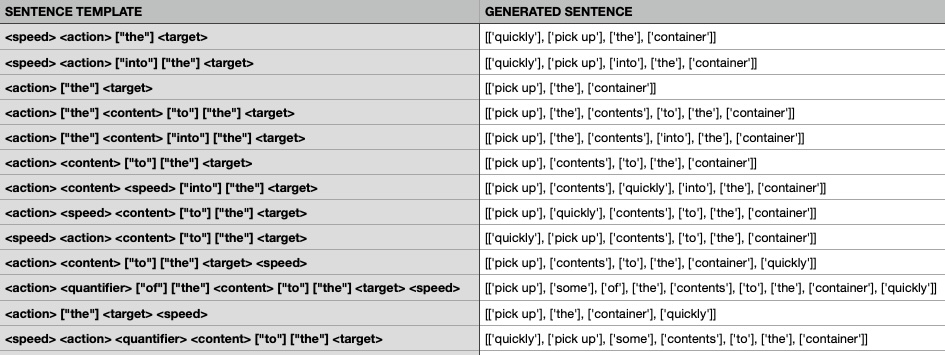 SENTENCE TEMPLATE GENERATED SENTENCE
<speed> <action> ["the"] <target> [['quickly'], ['pick up'], ['the'], ['container']]
<speed> <action> ["into"] ["the"] <target> [['quickly'], ['pick up'], ['into'], ['the'], ['container']]
<action> ["the"] <target> [['pick up'], ['the'], ['container']]
<action> ["the"] <content> ["to"] ["the"] <target> [['pick up'], ['the'], ['contents'], ['to'], ['the'], ['container']]
<action> ["the"] <content> ["into"] ["the"] <target> [['pick up'], ['the'], ['contents'], ['into'], ['the'], ['container']]
<action> <content> ["to"] ["the"] <target> [['pick up'], ['contents'], ['to'], ['the'], ['container']]
<action> <content> <speed> ["into"] ["the"] <target> [['pick up'], ['contents'], ['quickly'], ['into'], ['the'], ['container']]
<action> <speed> <content> ["to"] ["the"] <target> [['pick up'], ['quickly'], ['contents'], ['to'], ['the'], ['container']]
<speed> <action> <content> ["to"] ["the"] <target> [['quickly'], ['pick up'], ['contents'], ['to'], ['the'], ['container']]
<action> <content> ["to"] ["the"] <target> <speed> [['pick up'], ['contents'], ['to'], ['the'], ['container'], ['quickly']]
<action> <quantifier> ["of"] ["the"] <content> ["to"] ["the"] <target> <speed> [['pick up'], ['some'], ['of'], ['the'], ['contents'], ['to'], ['the'], ['container'], ['quickly']]
<action> ["the"] <target> <speed> [['pick up'], ['the'], ['container'], ['quickly']]
<speed> <action> <quantifier> <content> ["to"] ["the"] <target> [['quickly'], ['pick up'], ['some'], ['contents'], ['to'], ['the'], ['container']]